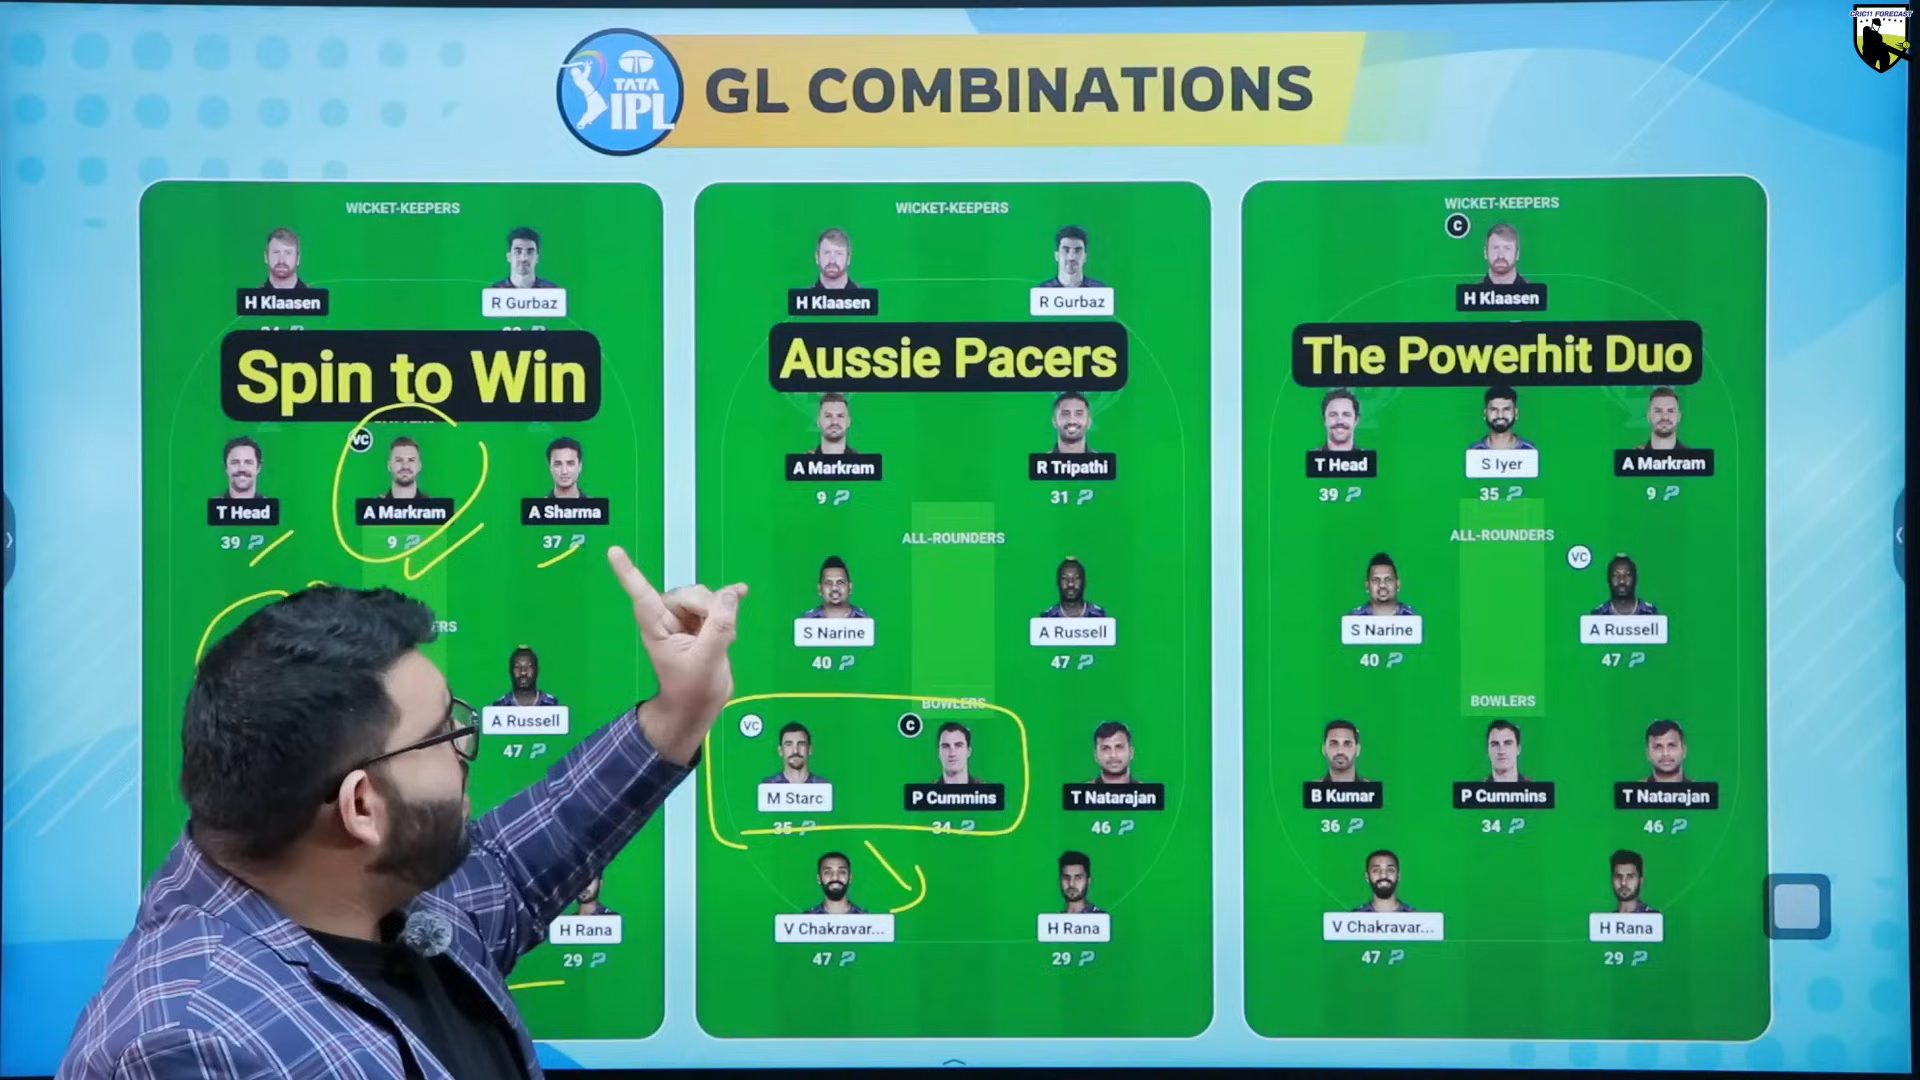 CRIC11 FORECAST
TATA
IPL
GL COMBINATIONS
WICKET-KEEPERS
H Klaasen
R Gurbaz
Spin to Win
VC
T Head
A Markram
A Sharma
39
9
37
A Russell
47
H Rana
29
WICKET-KEEPERS
H Klaasen
R Gurbaz
Aussie Pacers
A Markram
R Tripathi
9
31
ALL-ROUNDERS
S Narine
A Russell
40
47
BOWLERS
VC
C
M Starc
P Cummins
T Natarajan
35
34
46
V Chakravar...
H Rana
47
29
WICKET-KEEPERS
C
H Klaasen
The Powerhit Duo
T Head
S Iyer
A Markram
39
35
9
ALL-ROUNDERS
VC
S Narine
A Russell
40
47
BOWLERS
B Kumar
P Cummins
T Natarajan
36
34
46
V Chakravar...
H Rana
47
29